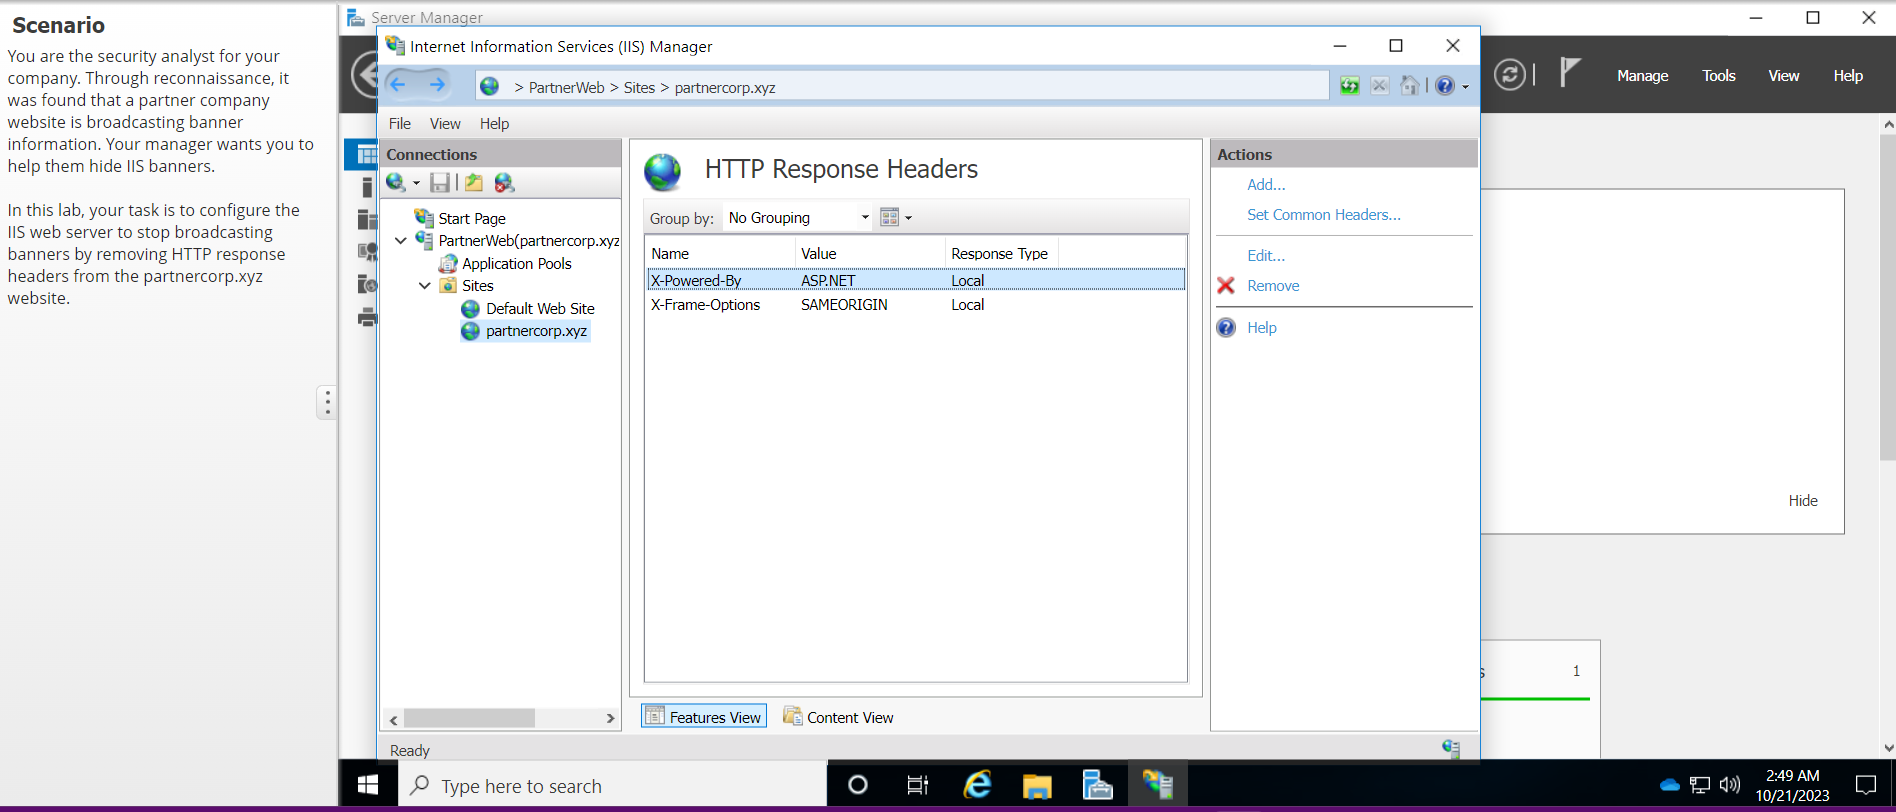 Scenario
You are the security analyst for your
company. Through reconnaissance, it
was found that a partner company
website is broadcasting banner
information. Your manager wants you to
help them hide IIS banners.
In this lab, your task is to configure the
IIS web server to stop broadcasting
banners by removing HTTP response
headers from the partnercorp.xyz
website.
Server Manager
Manage Tools View Help
Internet Information Services (IIS) Manager
> PartnerWeb > Sites > partnercorp.xyz
File View Help
Connections
Start Page
PartnerWeb(partnercorp.xyz
Application Pools
Sites
Default Web Site
partnercorp.xyz
HTTP Response Headers
Group by: No Grouping
Name Value Response Type
X-Powered-By ASP.NET Local
X-Frame-Options SAMEORIGIN Local
Features View Content View
Actions
Add...
Set Common Headers...
Edit...
Remove
Help
Ready
Hide
s 1
Type here to search
2:49 AM
10/21/2023